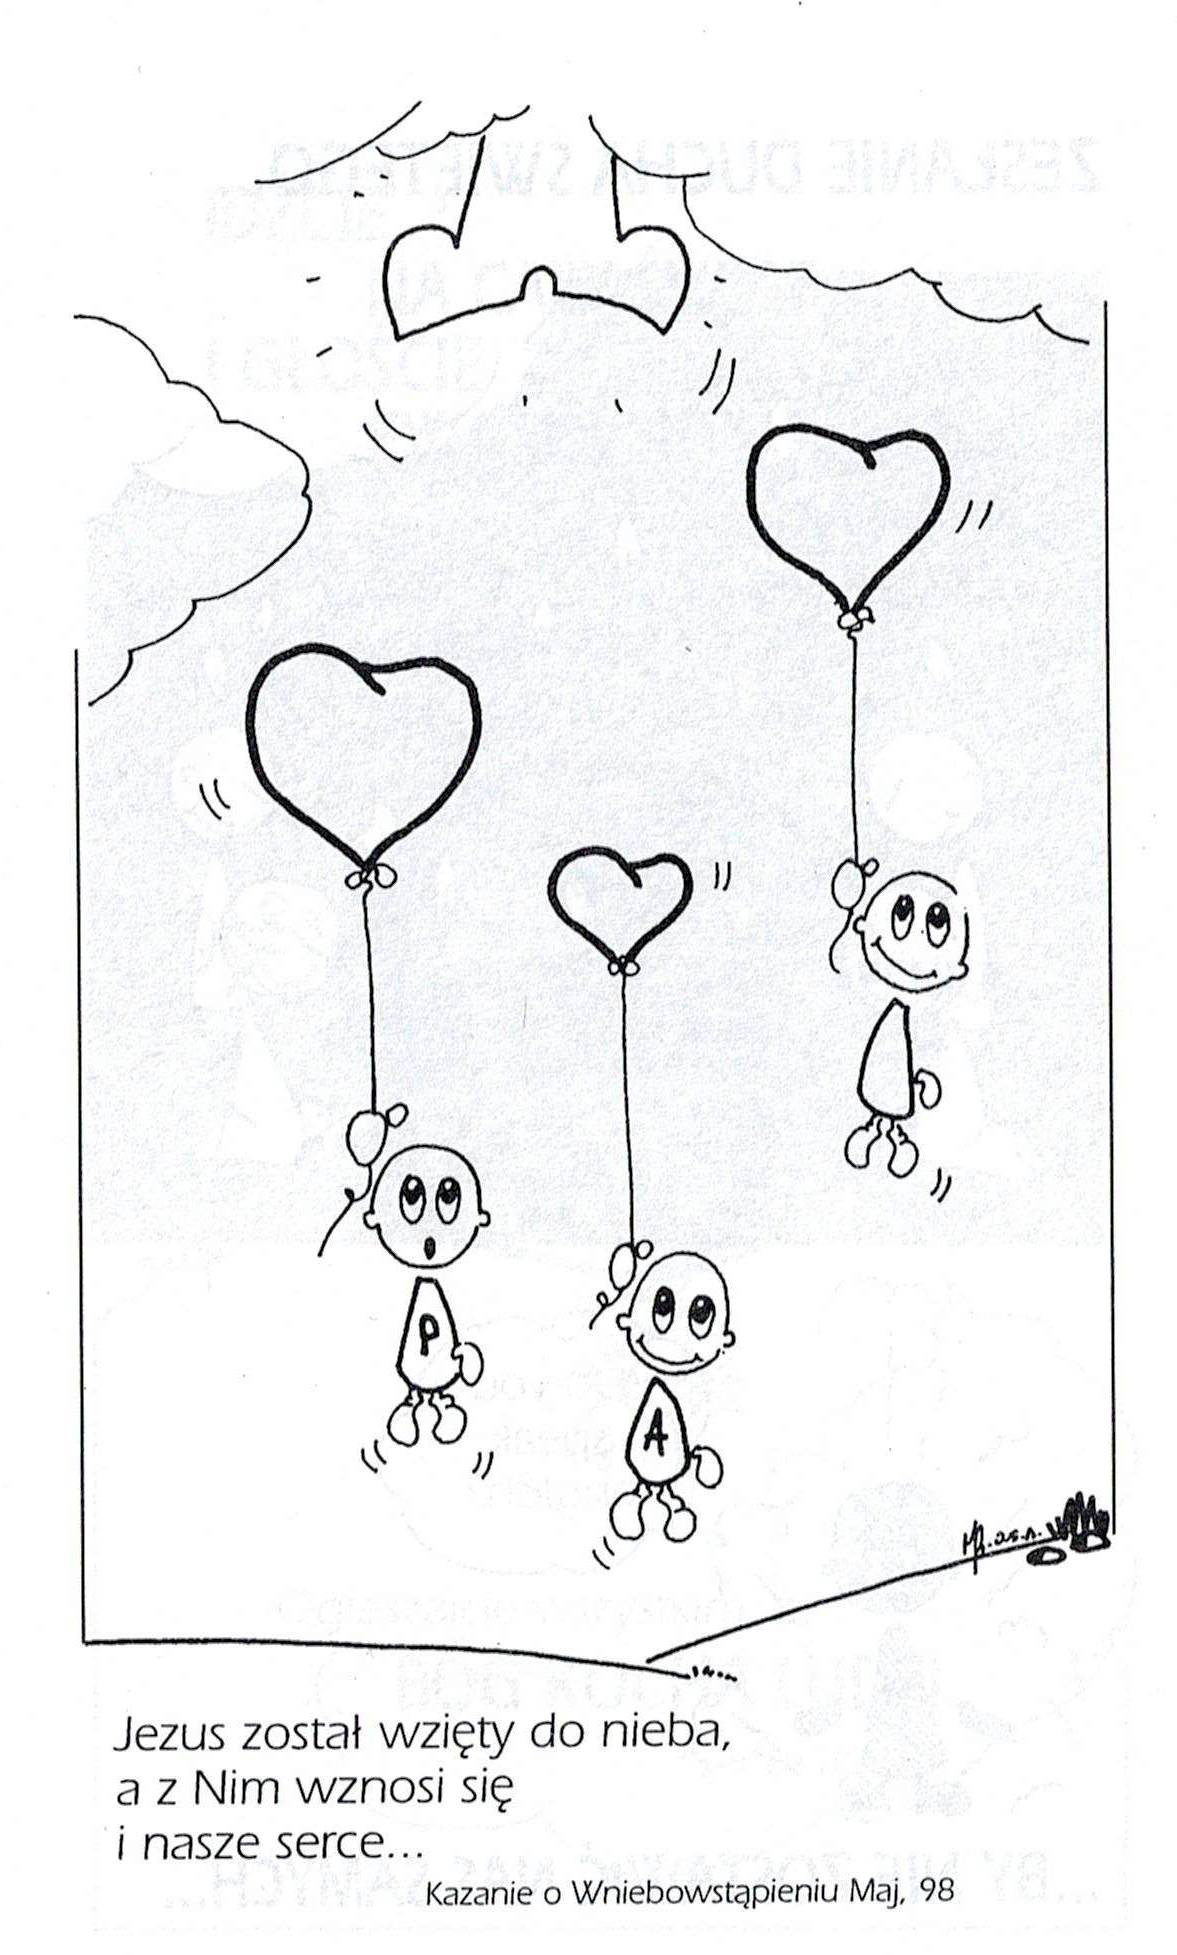 P
A
Jezus został wzięty do nieba,
a z Nim wznosi się
i nasze serce...
Kazanie o Wniebowstąpieniu Maj, 98